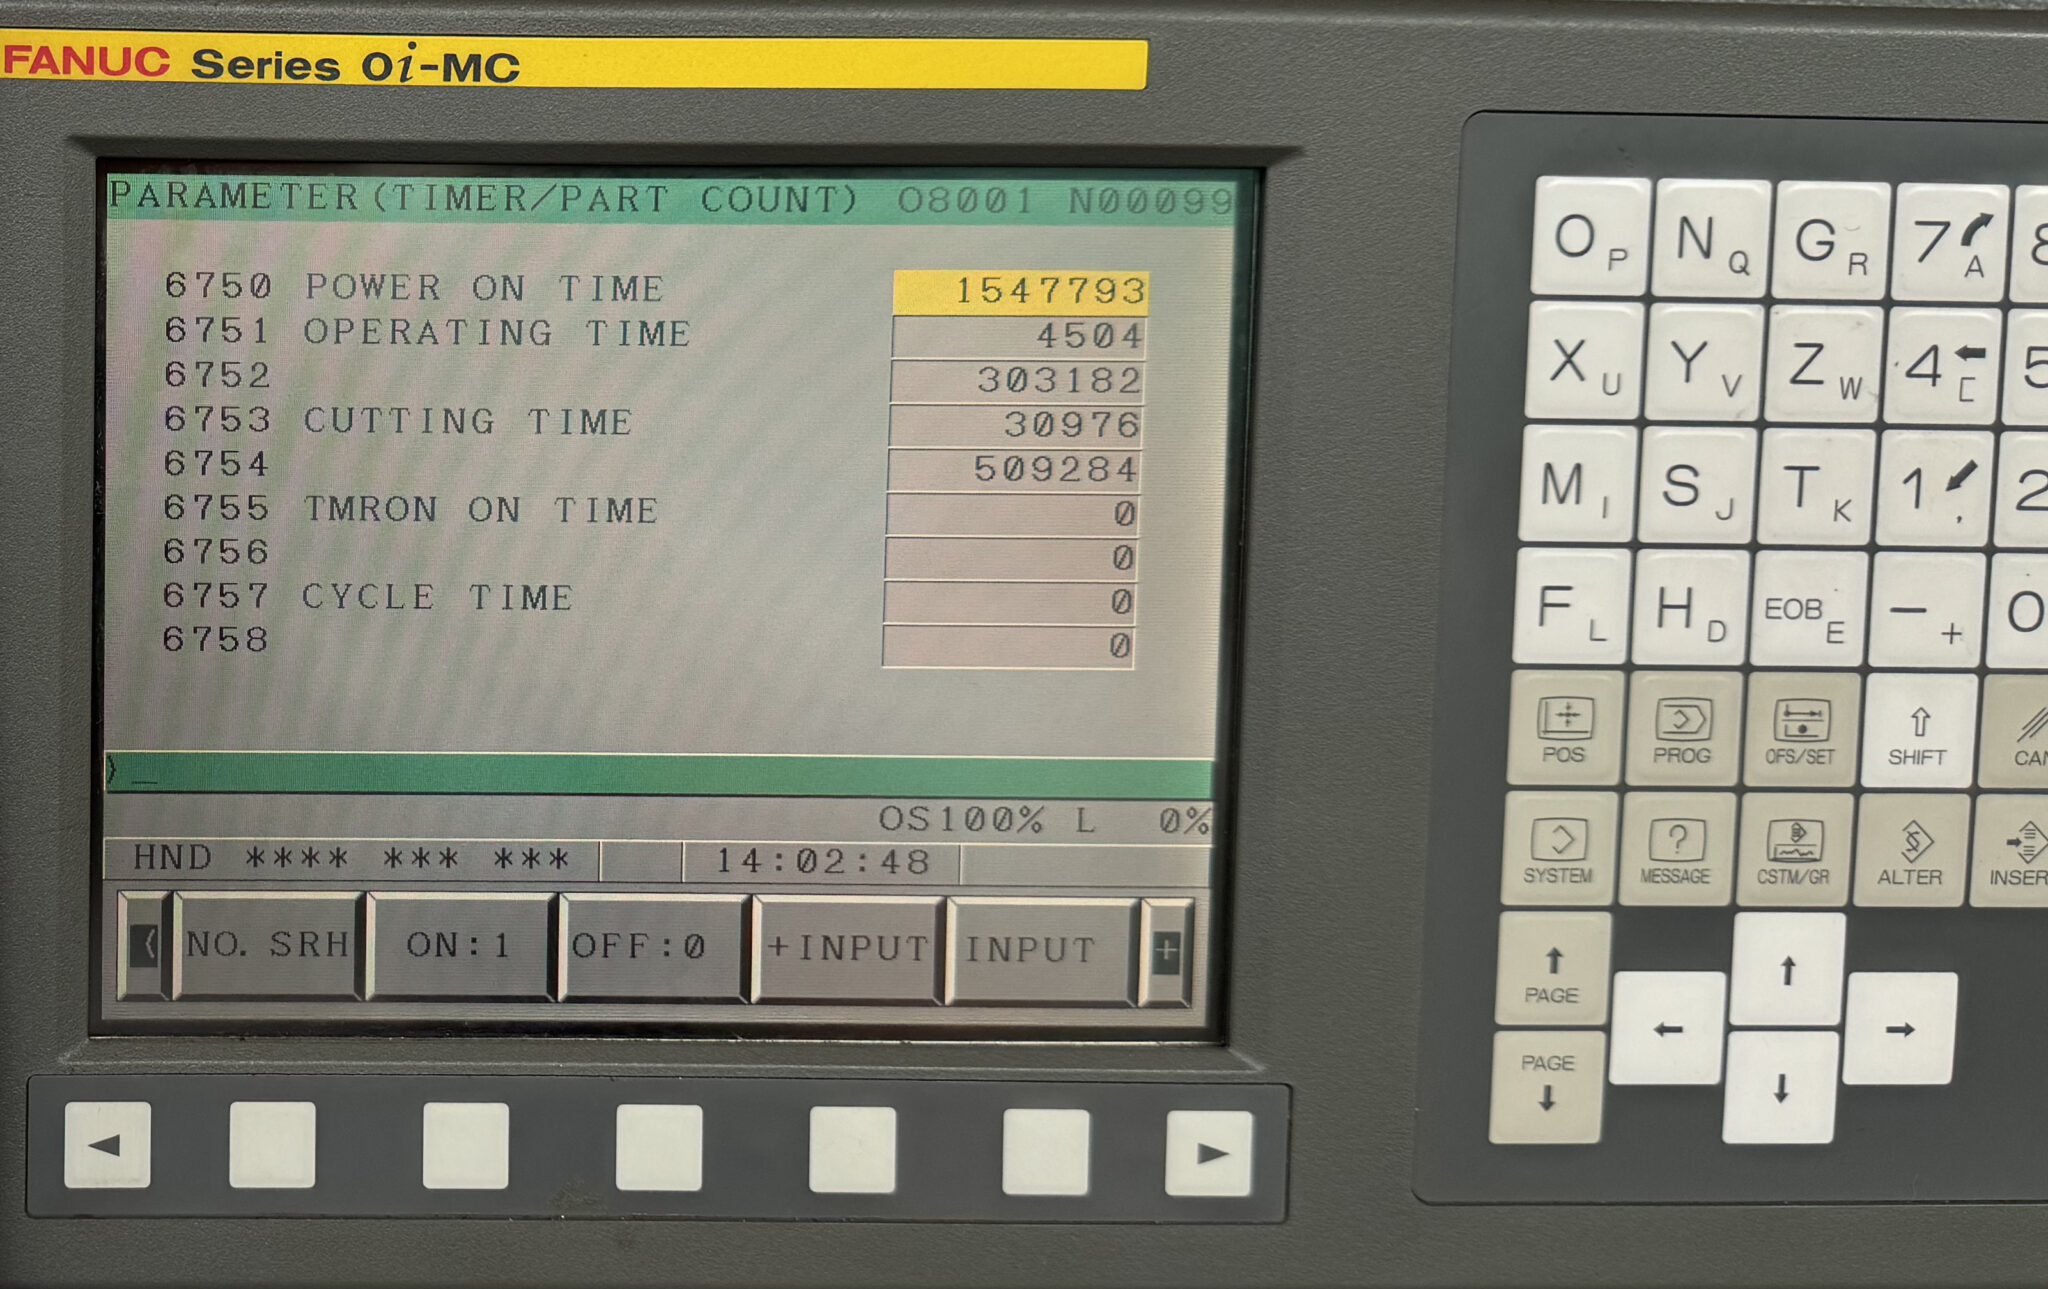 FANUC Series 0i-MC
PARAMETER(TIMER/PART COUNT) O8001 N00099
6750 POWER ON TIME 1547793
6751 OPERATING TIME 4504
6752 303182
6753 CUTTING TIME 30976
6754 509284
6755 TMRON ON TIME 0
6756 0
6757 CYCLE TIME 0
6758 0
>_
OS100% L 0%
HND **** *** *** 14:02:48
NO. SRH ON:1 OFF:0 +INPUT INPUT +
O P N Q G R 7 A 8
X U Y V Z W 4 [ 5
M I S J T K 1 , 2
F L H D EOB E - + 0
POS PROG OFS/SET SHIFT
SYSTEM MESSAGE CSTM/GR ALTER
PAGE
PAGE